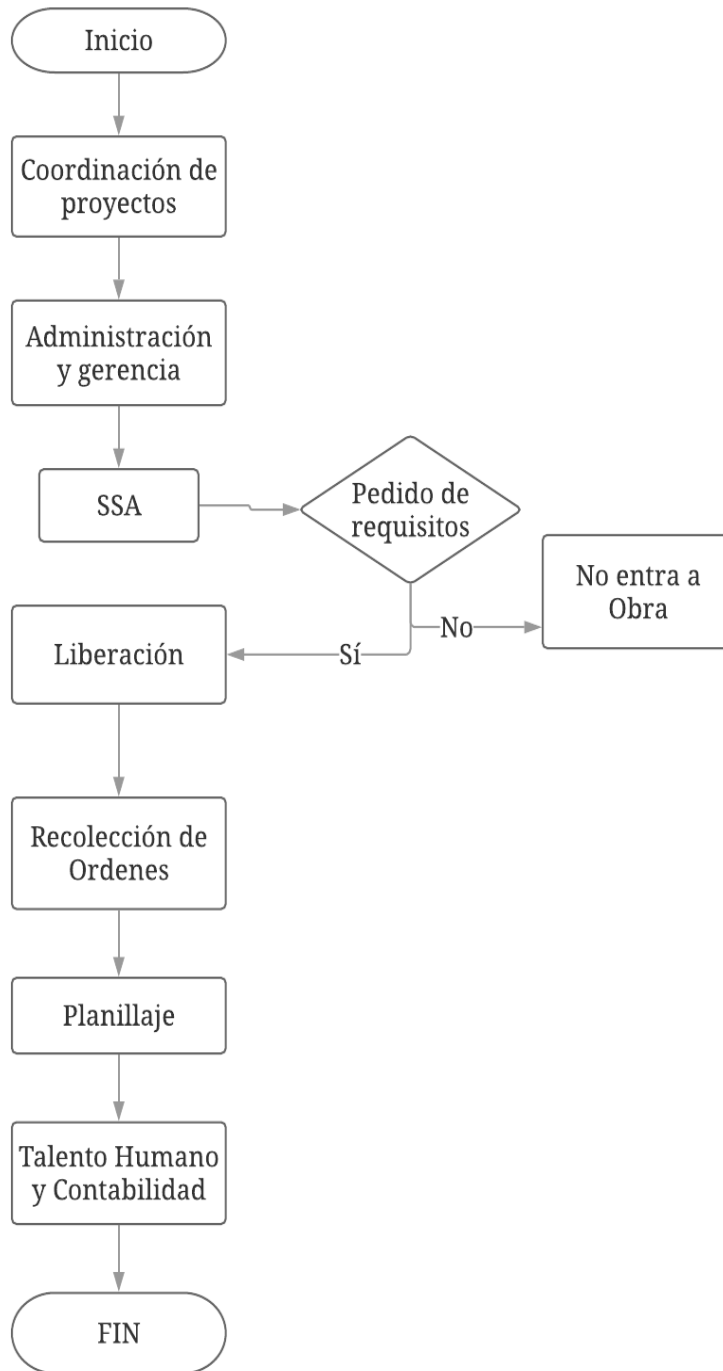 Inicio
Coordinación de
proyectos
Administración
y gerencia
SSA
Pedido de
requisitos
No entra a
Obra
No
Sí
Liberación
Recolección de
Ordenes
Planillaje
Talento Humano
y Contabilidad
FIN